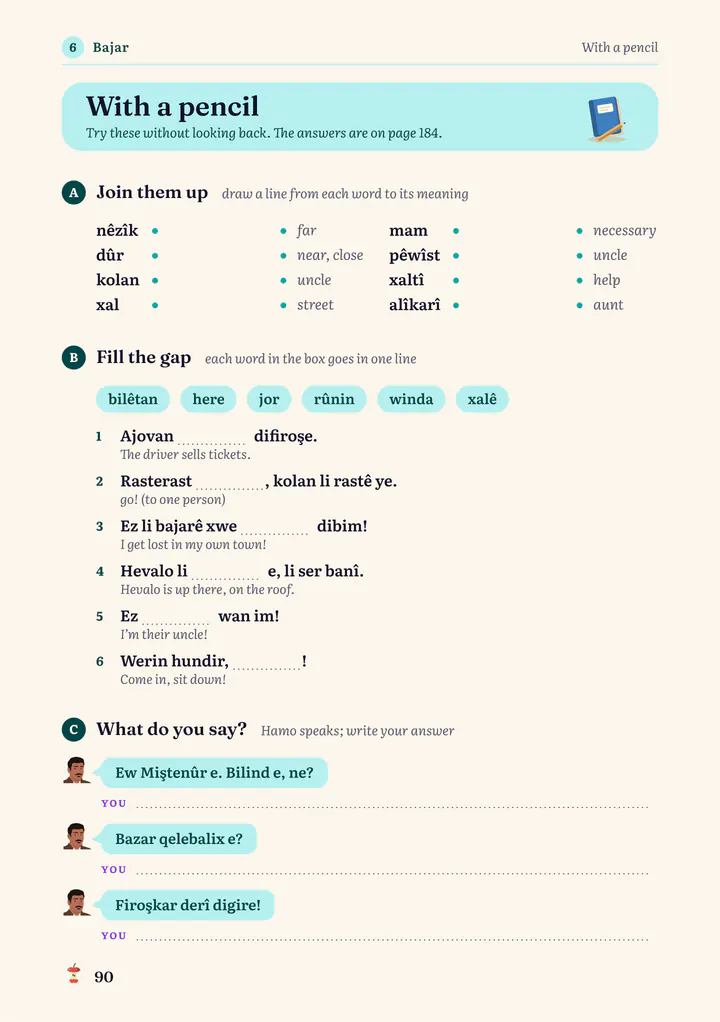 6 Bajar With a pencil
With a pencil
Try these without looking back. The answers are on page 184.
A Join them up draw a line from each word to its meaning
nêzîk • • far mam • • necessary
dûr • • near, close pêwîst • • uncle
kolan • • uncle xaltî • • help
xal • • street alîkarî • • aunt
B Fill the gap each word in the box goes in one line
bilêtan here jor rûnin winda xalê
1 Ajovan .............. difiroşe.
The driver sells tickets.
2 Rasterast .............., kolan li rastê ye.
go! (to one person)
3 Ez li bajarê xwe .............. dibim!
I get lost in my own town!
4 Hevalo li .............. e, li ser banî.
Hevalo is up there, on the roof.
5 Ez .............. wan im!
I'm their uncle!
6 Werin hundir, ..............!
Come in, sit down!
C What do you say? Hamo speaks; write your answer
Ew Miştenûr e. Bilind e, ne?
YOU
Bazar qelebalix e?
YOU
Firoşkar derî digire!
YOU
90